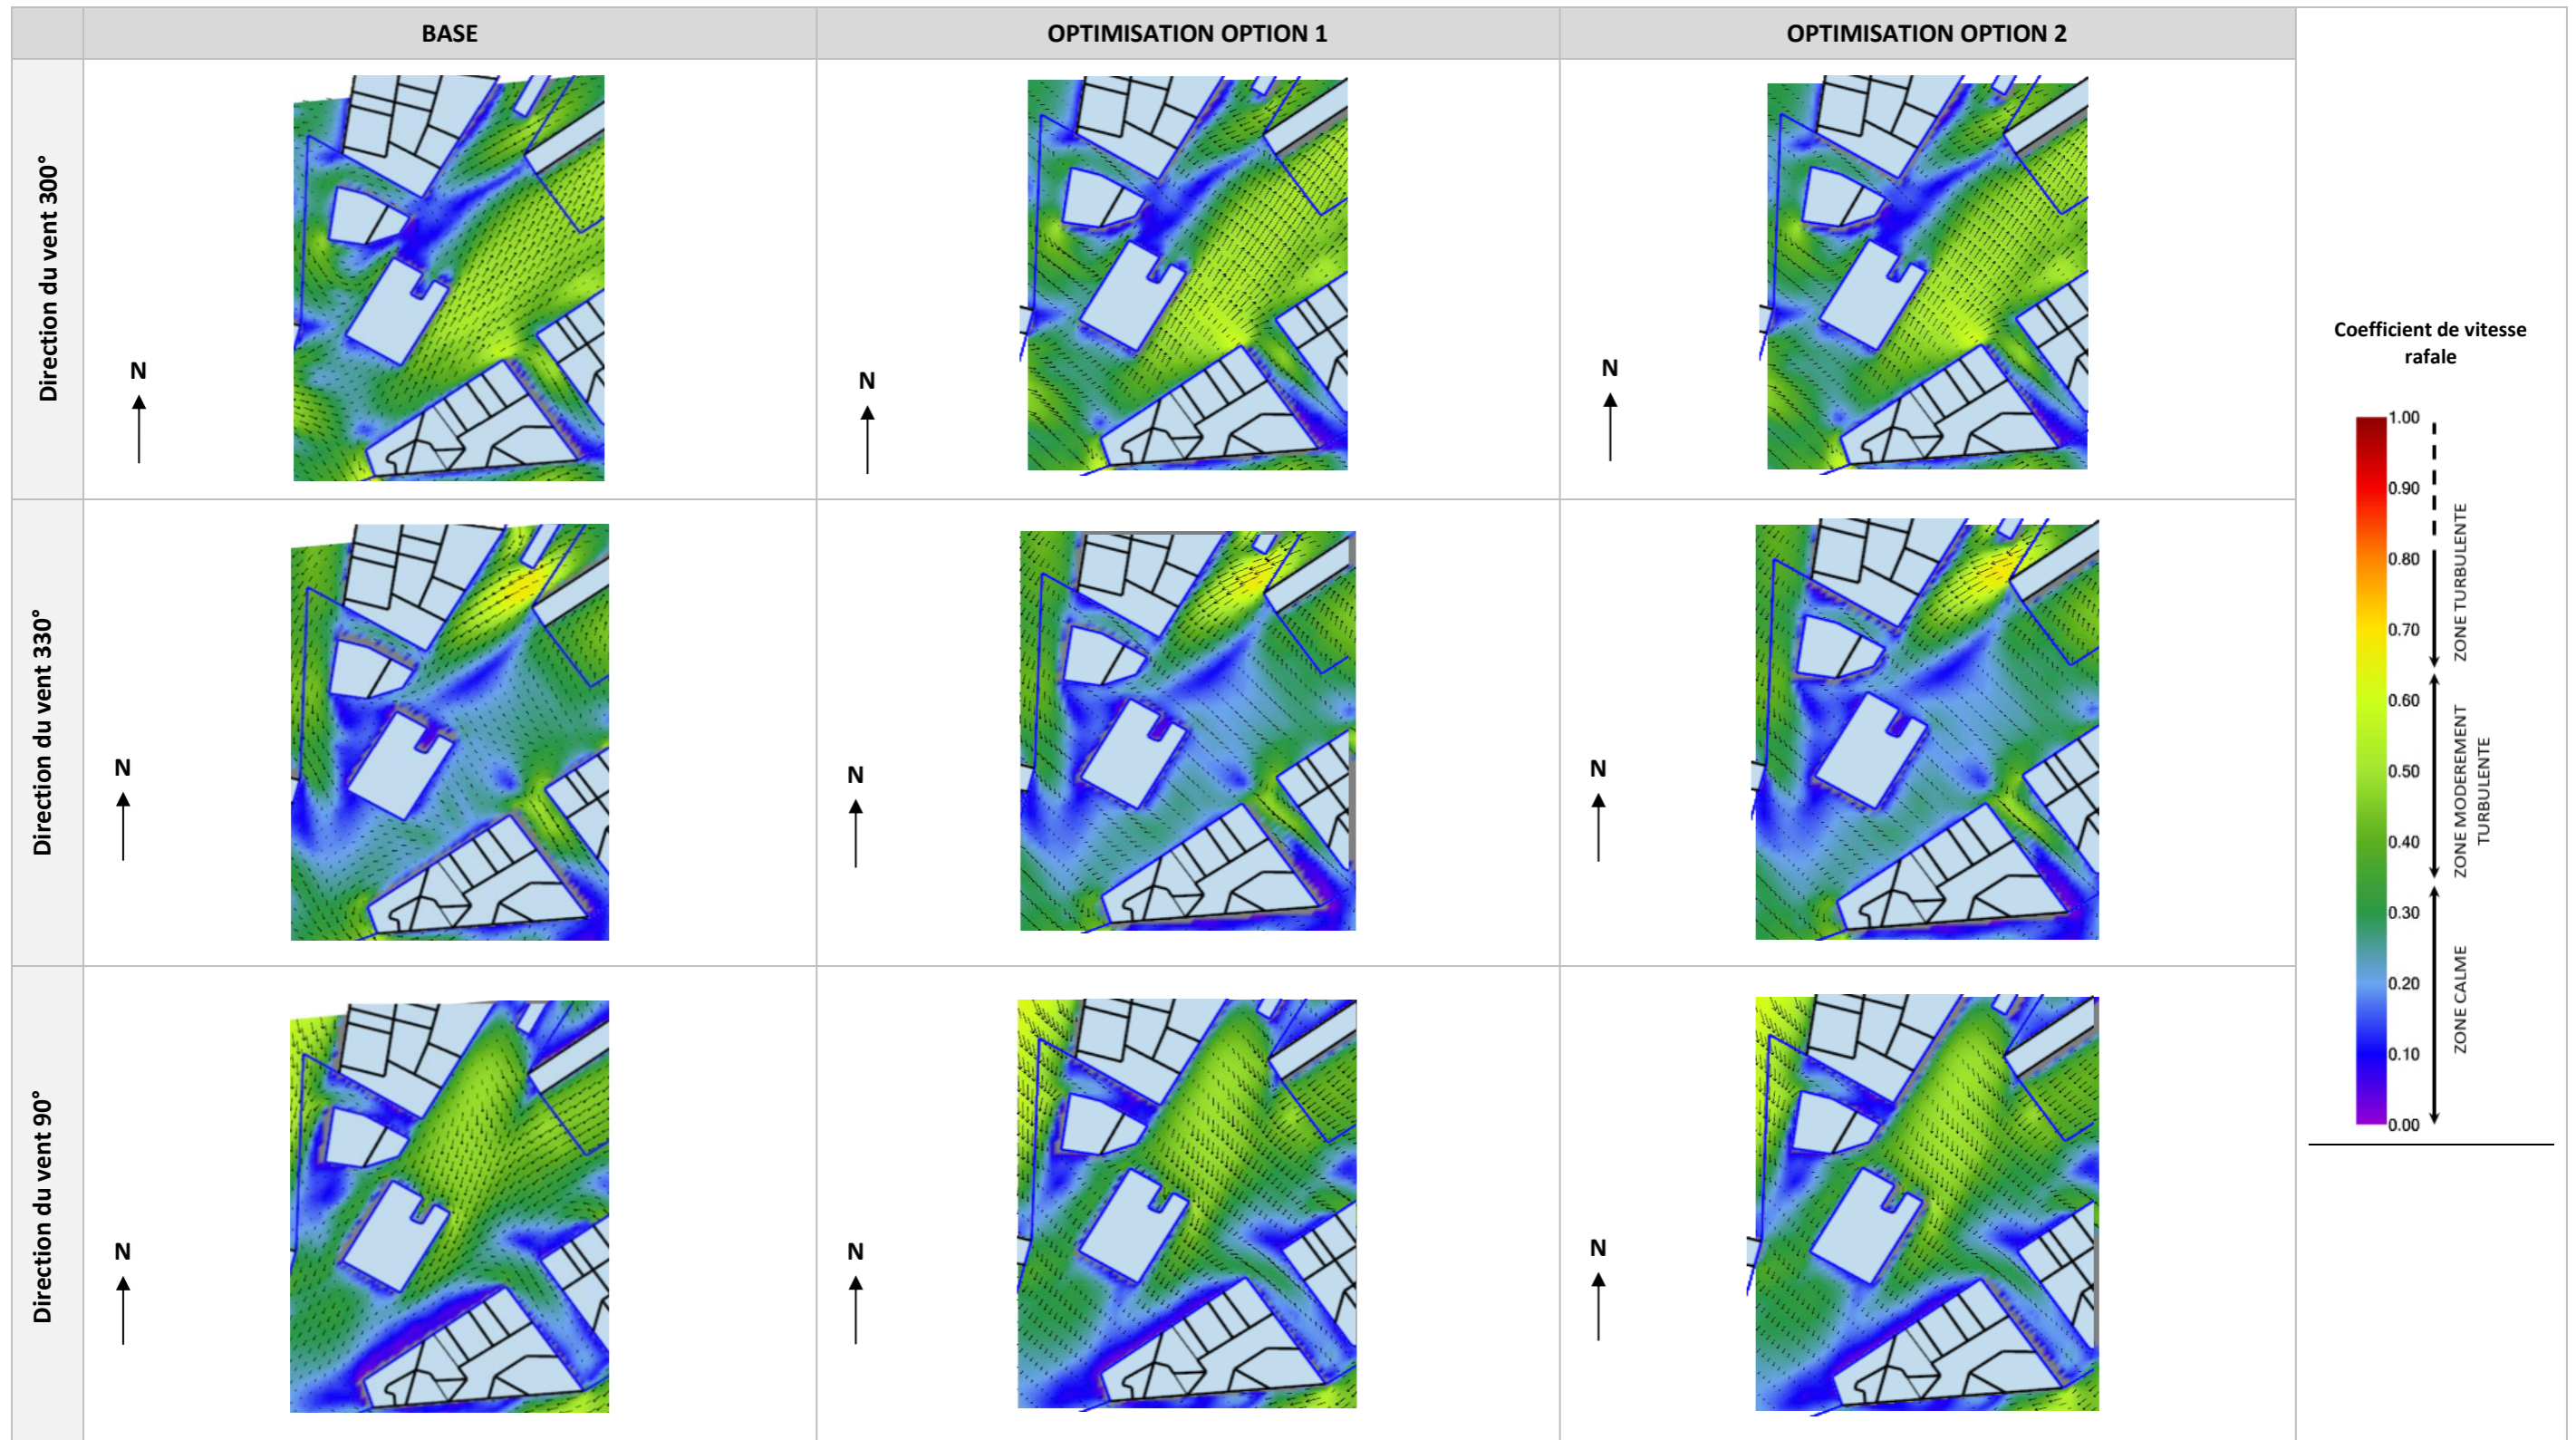 BASE
OPTIMISATION OPTION 1
OPTIMISATION OPTION 2
Direction du vent 300°
N
N
N
Direction du vent 330°
N
N
N
Direction du vent 90°
N
N
N
Coefficient de vitesse
rafale
1.00
0.90
0.80
0.70
0.60
0.50
0.40
0.30
0.20
0.10
0.00
ZONE TURBULENTE
ZONE MODEREMENT
TURBULENTE
ZONE CALME